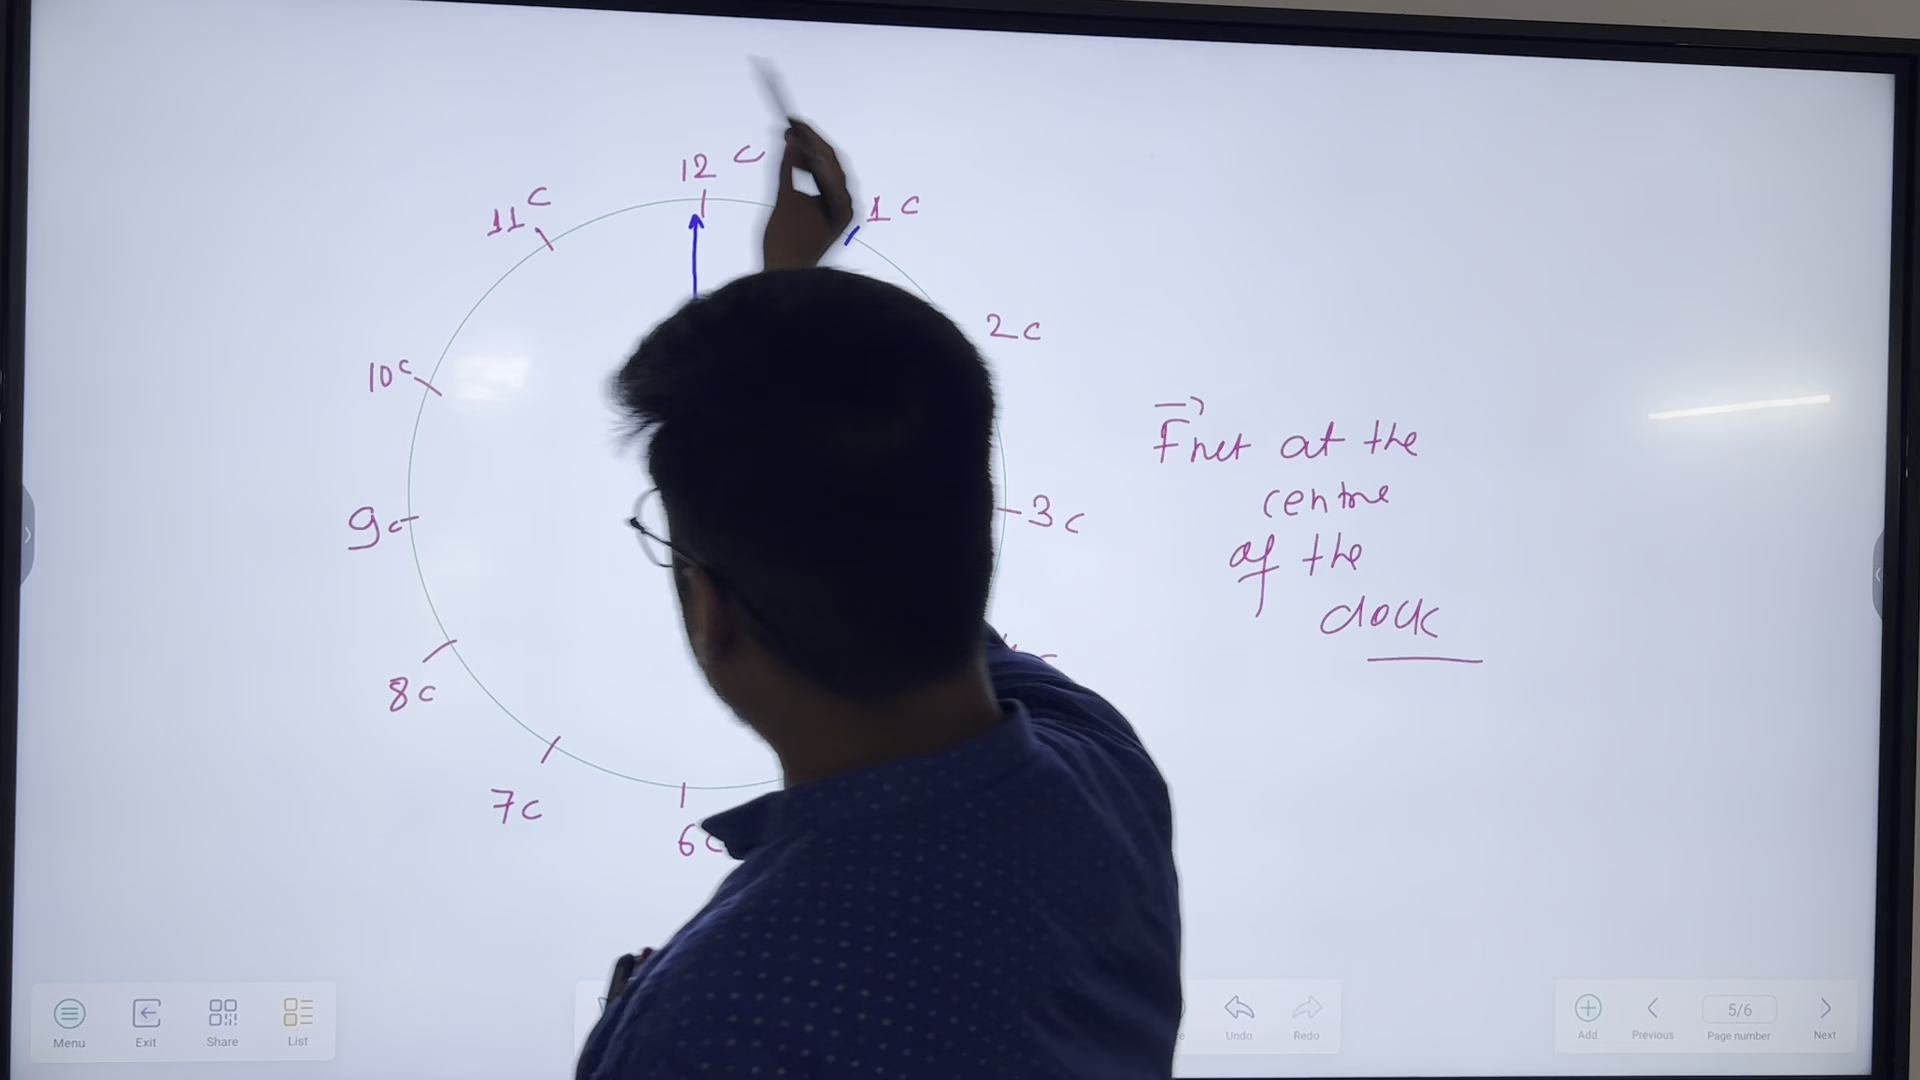 12 C
11 C
1 C
2 C
10 C
3 C
9 C
8 C
7 C
6 C
Fnet at the
centre
of the
clock
Menu
Exit
Share
List
Undo
Redo
Add
Previous
5/6
Page number
Next